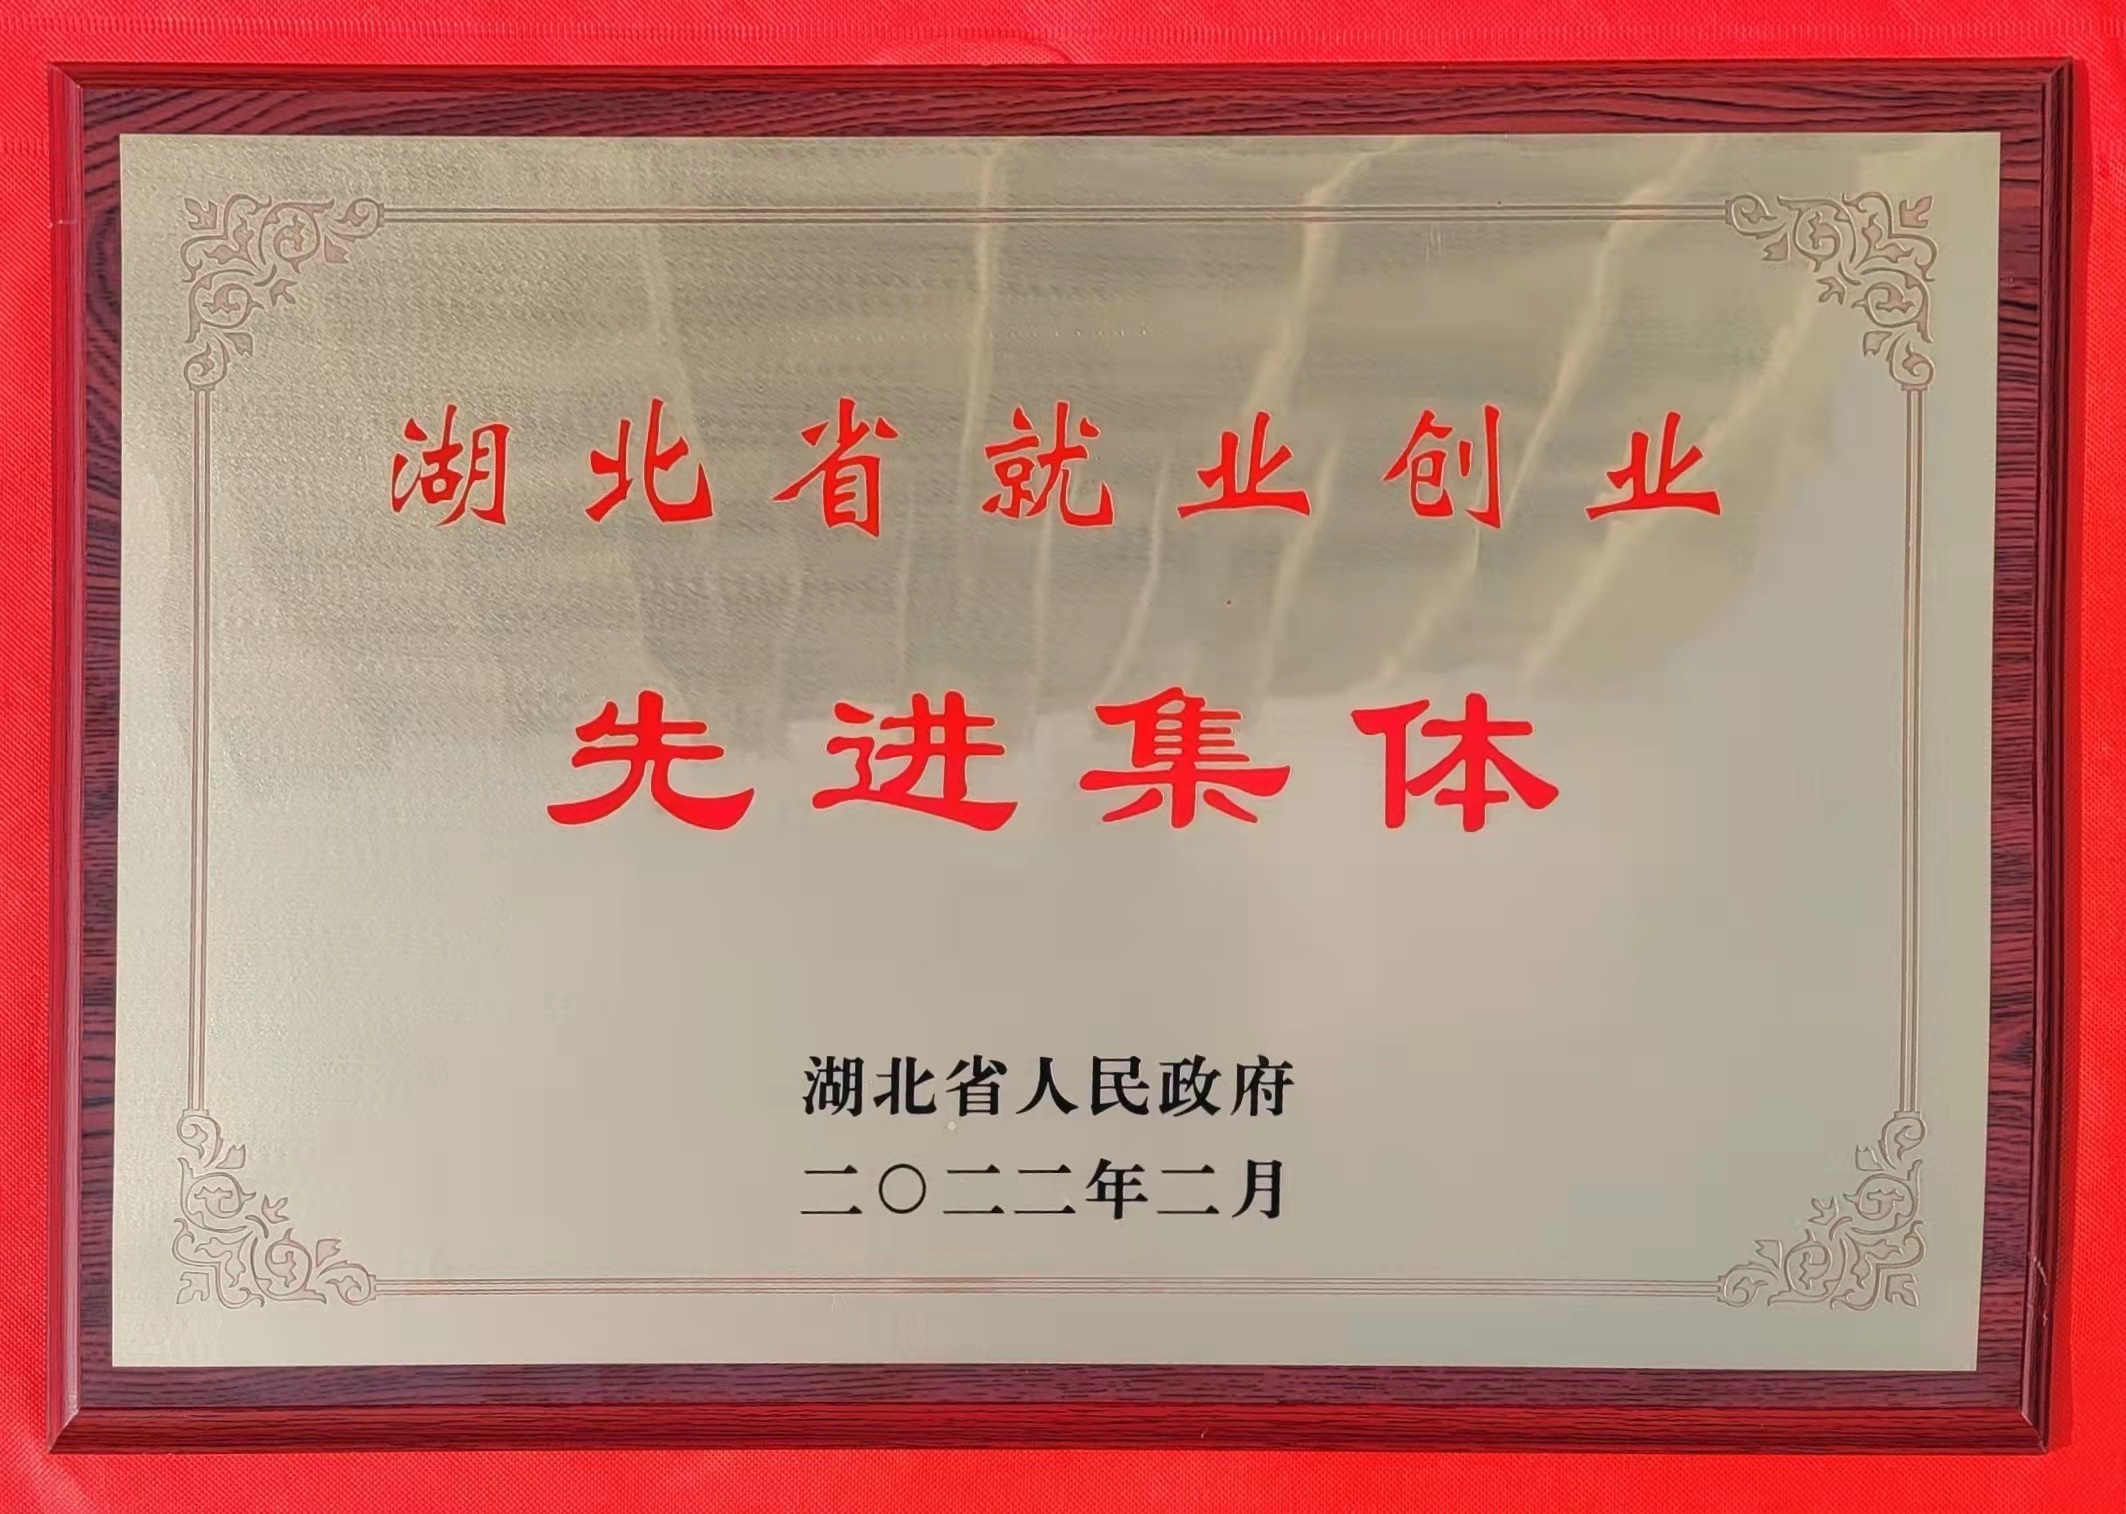 湖北省就业创业
先进集体
湖北省人民政府
二〇二二年二月